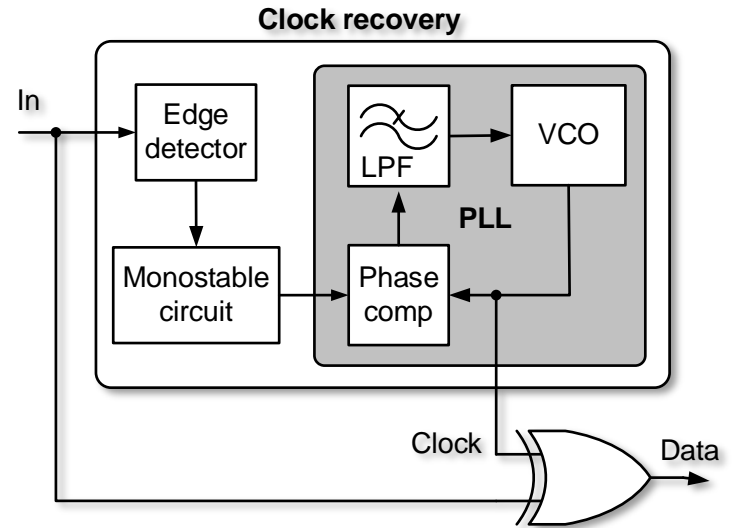 Clock recovery
In
Edge
detector
LPF
VCO
PLL
Monostable
circuit
Phase
comp
Clock
Data